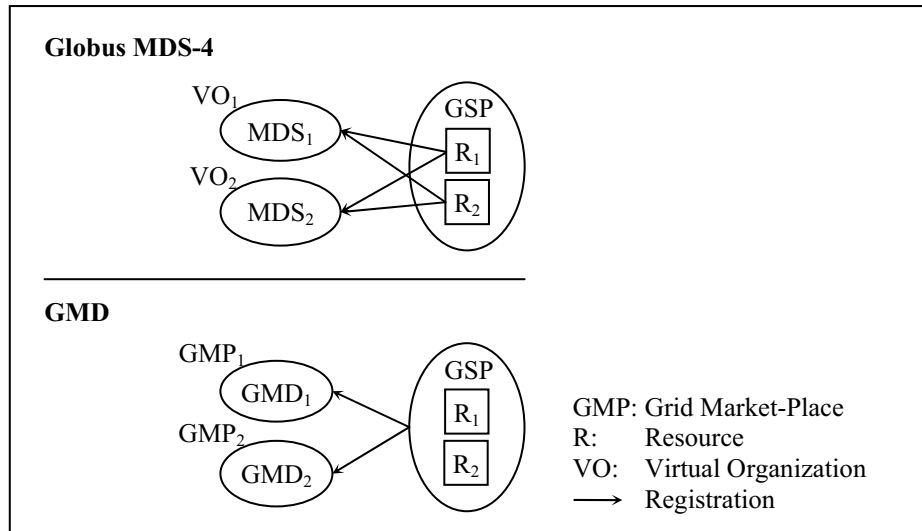 Globus MDS-4
VO₁
GSP
MDS₁
R₁
VO₂
MDS₂
R₂
GMD
GMP₁
GSP
GMD₁
R₁
GMP: Grid Market-Place
GMP₂
R: Resource
GMD₂
R₂
VO: Virtual Organization
Registration